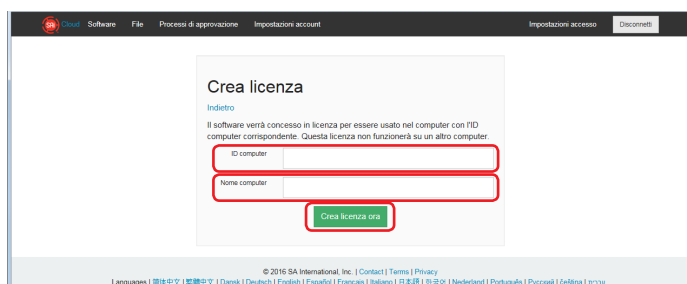 SAi Cloud Software File Processi di approvazione Impostazioni account Impostazioni accesso Disconnetti
Crea licenza
Indietro
Il software verrà concesso in licenza per essere usato nel computer con l'ID
computer corrispondente. Questa licenza non funzionerà su un altro computer.
ID computer
Nome computer
Crea licenza ora
© 2016 SA International, Inc. | Contact | Terms | Privacy
Languages | 简体中文 | 繁體中文 | Dansk | Deutsch | English | Español | Français | Italiano | 日本語 | 한국어 | Nederland | Português | Русский | čeština |